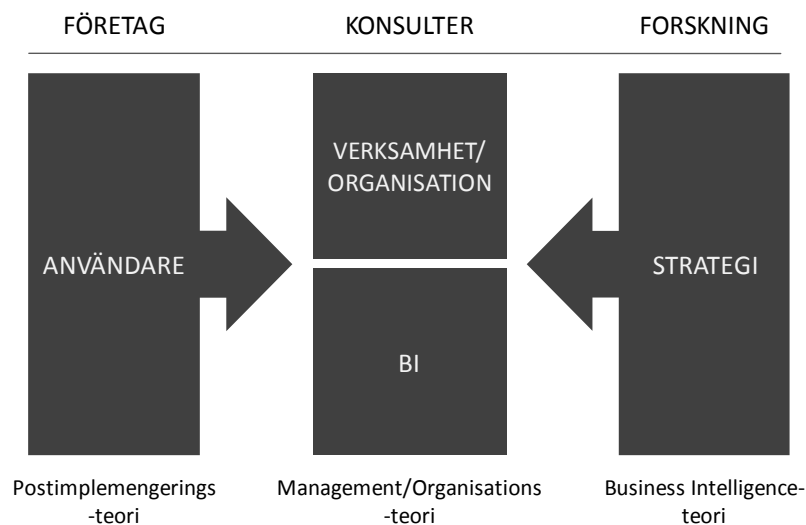 FÖRETAG KONSULTER FORSKNING
VERKSAMHET/
ORGANISATION
ANVÄNDARE
STRATEGI
BI
Postimplemengerings
-teori
Management/Organisations
-teori
Business Intelligence-
teori